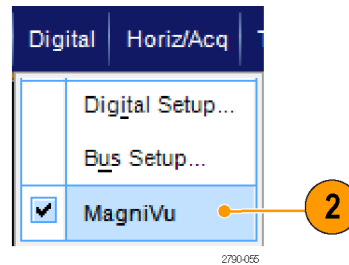 Digital Horiz/Acq
Digital Setup...
Bus Setup...
MagniVu
2
2790-055